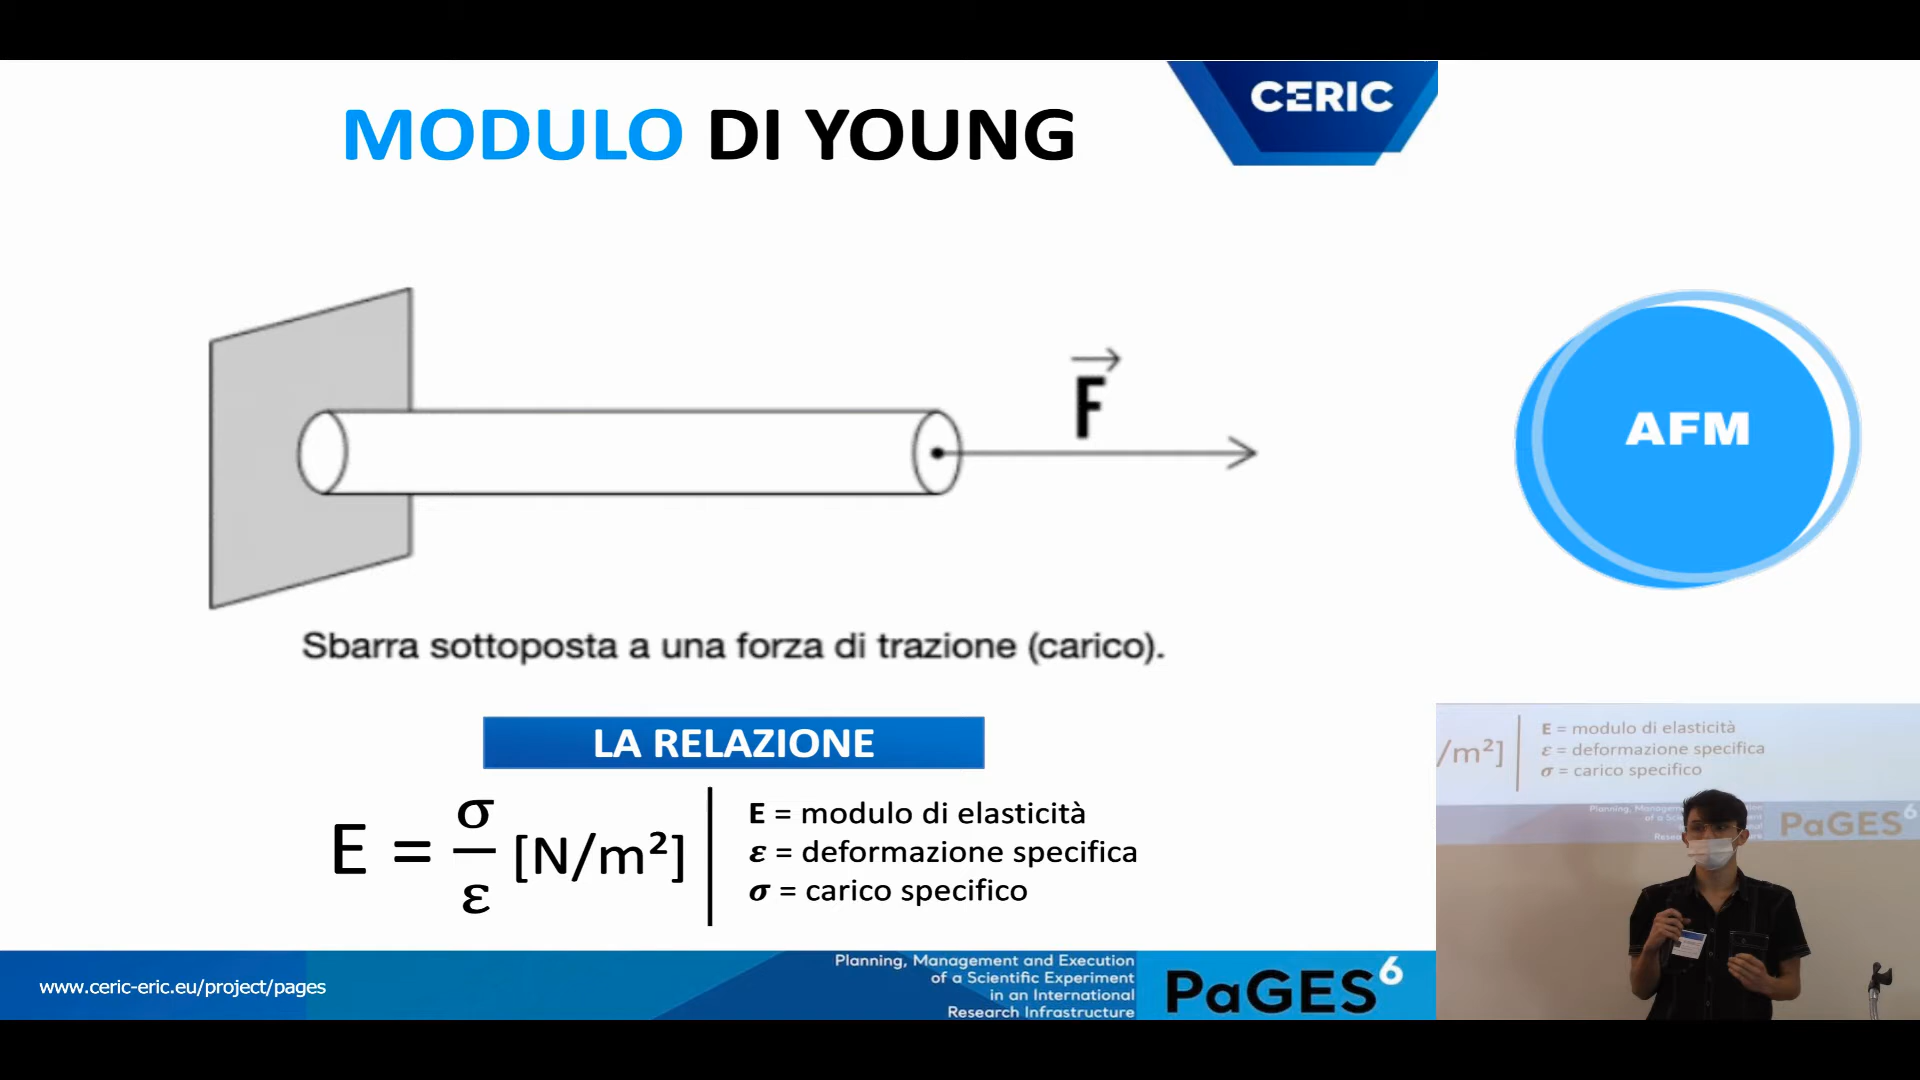 MODULO DI YOUNG
CERIC
F
AFM
Sbarra sottoposta a una forza di trazione (carico).
LA RELAZIONE
E = σ/ε [N/m²]
E = modulo di elasticità
ε = deformazione specifica
σ = carico specifico
www.ceric-eric.eu/project/pages
Planning, Management and Execution
of a Scientific Experiment
in an International
Research Infrastructure
PaGES⁶
/m²]
E = modulo di elasticità
ε = deformazione specifica
σ = carico specifico
PaGES⁶